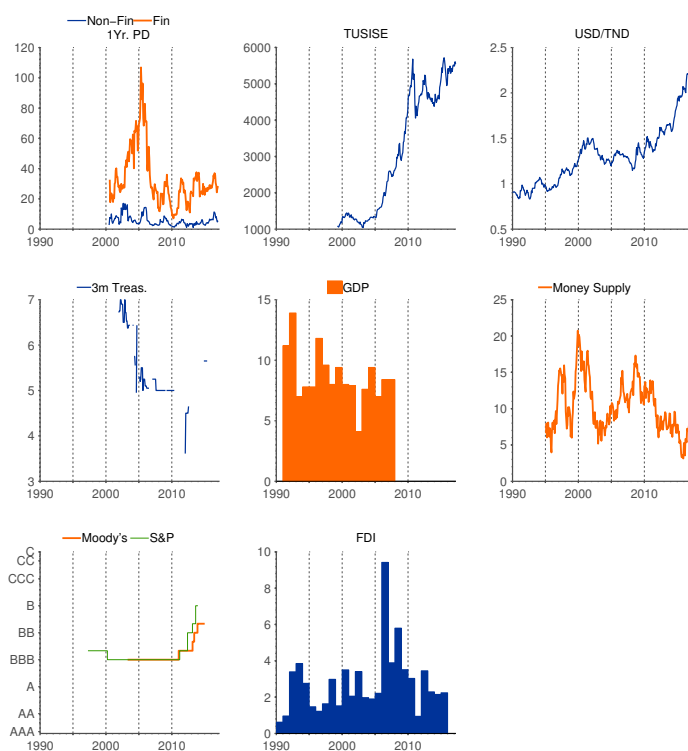 Non-Fin Fin
1Yr. PD
120
100
80
60
40
20
0
1990 2000 2010
TUSISE
6000
5000
4000
3000
2000
1000
1990 2000 2010
USD/TND
2.5
2
1.5
1
0.5
1990 2000 2010
3m Treas.
7
6
5
4
3
1990 2000 2010
GDP
15
10
5
0
1990 2000 2010
Money Supply
25
20
15
10
5
0
1990 2000 2010
Moody's S&P
C
CC
CCC
B
BB
BBB
A
AA
AAA
1990 2000 2010
FDI
10
8
6
4
2
0
1990 2000 2010